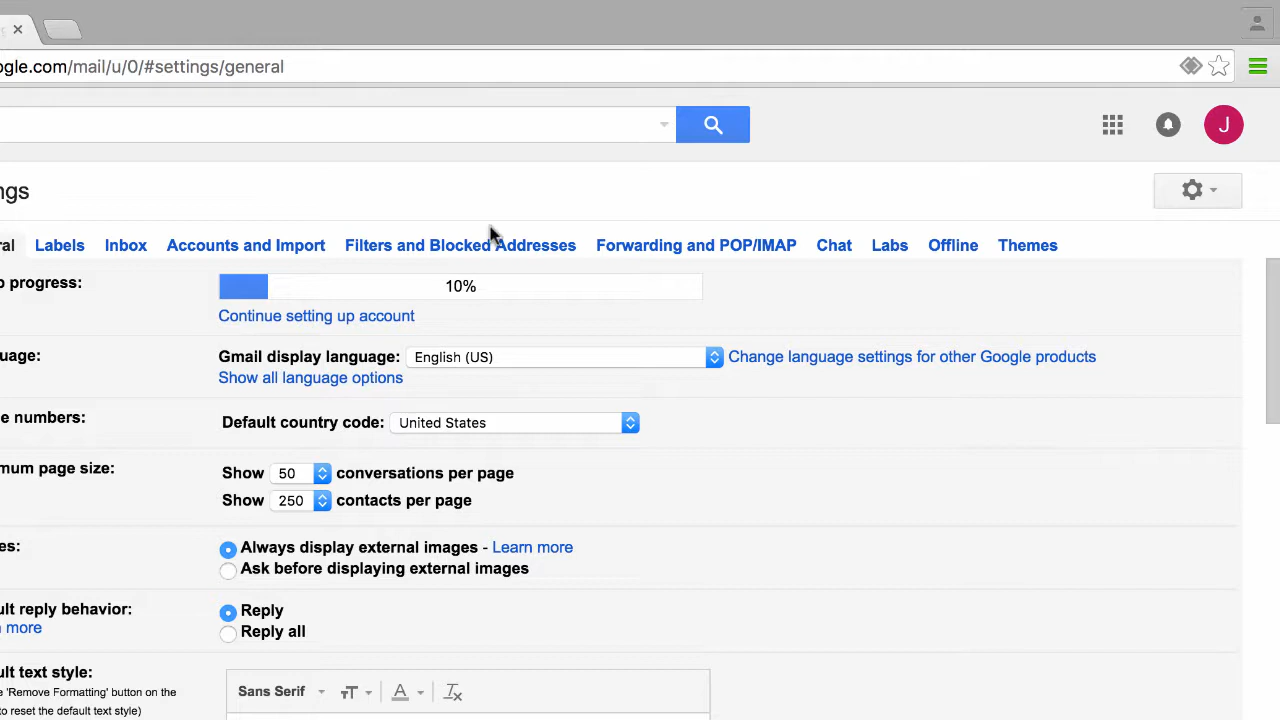 ogle.com/mail/u/0/#settings/general
J
ngs
ral Labels Inbox Accounts and Import Filters and Blocked Addresses Forwarding and POP/IMAP Chat Labs Offline Themes
p progress:
10%
Continue setting up account
uage:
Gmail display language: English (US) Change language settings for other Google products
Show all language options
e numbers:
Default country code: United States
mum page size:
Show 50 conversations per page
Show 250 contacts per page
es:
Always display external images - Learn more
Ask before displaying external images
ult reply behavior:
Reply
n more
Reply all
ult text style:
Sans Serif
e 'Remove Formatting' button on the
to reset the default text style)